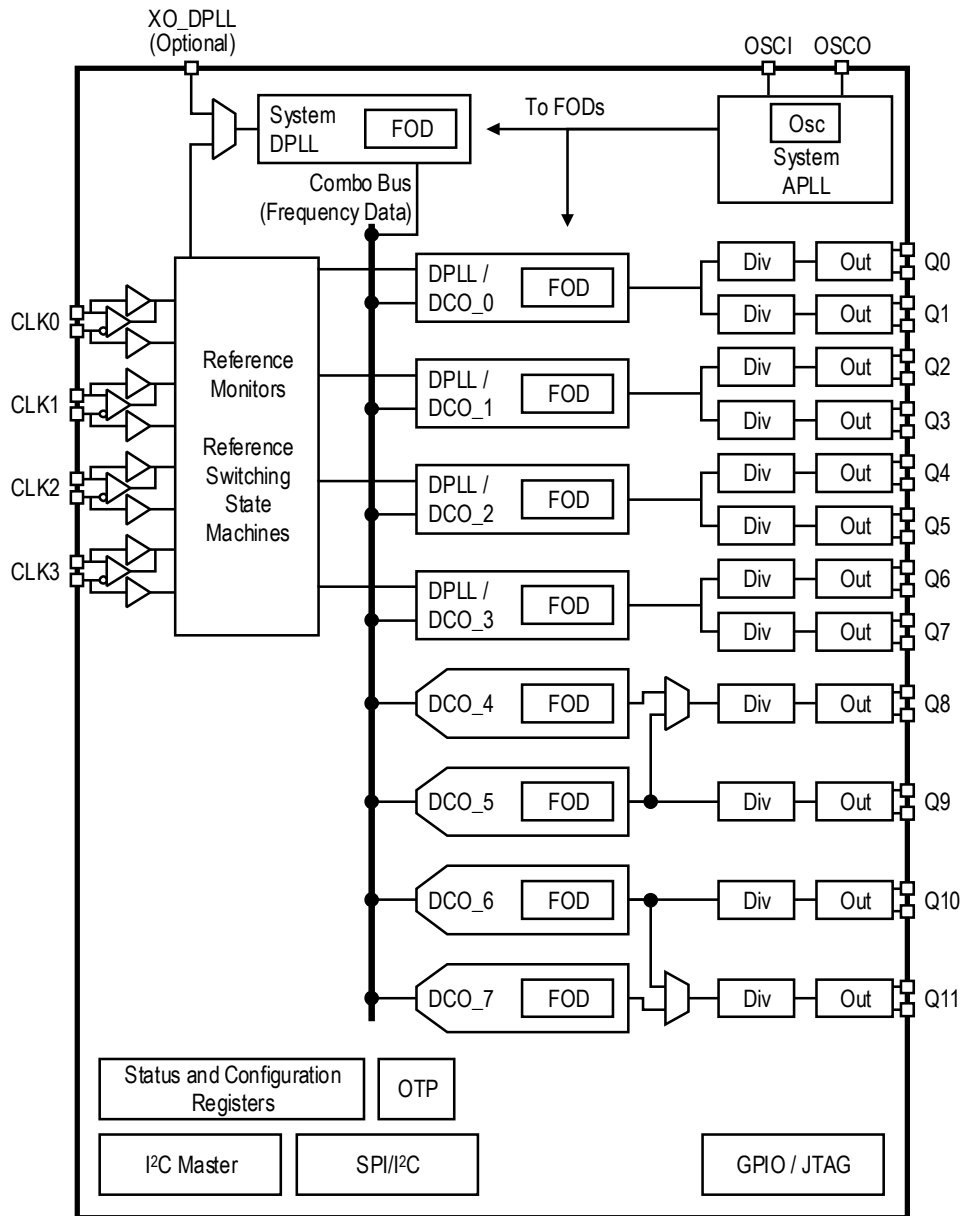 XO_DPLL
(Optional)
OSCI
OSCO
System
DPLL
FOD
To FODs
Osc
System
APLL
Combo Bus
(Frequency Data)
CLK0
CLK1
CLK2
CLK3
Reference
Monitors
Reference
Switching
State
Machines
DPLL /
DCO_0
FOD
Div
Out
Q0
Div
Out
Q1
DPLL /
DCO_1
FOD
Div
Out
Q2
Div
Out
Q3
DPLL /
DCO_2
FOD
Div
Out
Q4
Div
Out
Q5
DPLL /
DCO_3
FOD
Div
Out
Q6
Div
Out
Q7
DCO_4
FOD
Div
Out
Q8
DCO_5
FOD
Div
Out
Q9
DCO_6
FOD
Div
Out
Q10
DCO_7
FOD
Div
Out
Q11
Status and Configuration
Registers
OTP
I²C Master
SPI/I²C
GPIO / JTAG